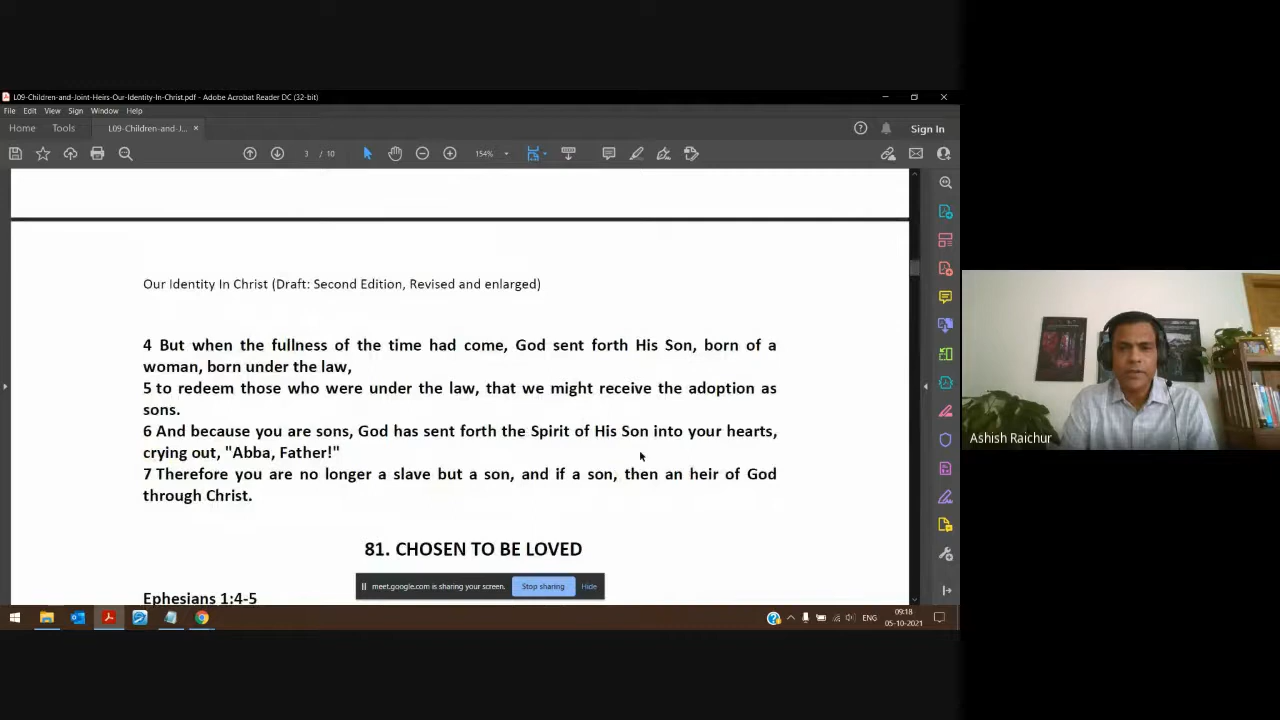 L09-Children-and-Joint-Heirs-Our-Identity-In-Christ.pdf - Adobe Acrobat Reader DC (32-bit)
File Edit View Sign Window Help
Home Tools L09-Children-and-J... × Sign In
3 / 10 154%
Our Identity In Christ (Draft: Second Edition, Revised and enlarged)
4 But when the fullness of the time had come, God sent forth His Son, born of a
woman, born under the law,
5 to redeem those who were under the law, that we might receive the adoption as
sons.
6 And because you are sons, God has sent forth the Spirit of His Son into your hearts,
crying out, "Abba, Father!"
7 Therefore you are no longer a slave but a son, and if a son, then an heir of God
through Christ.
81. CHOSEN TO BE LOVED
meet.google.com is sharing your screen. Stop sharing Hide
Ephesians 1:4-5
Ashish Raichur
ENG
09:18
05-10-2021